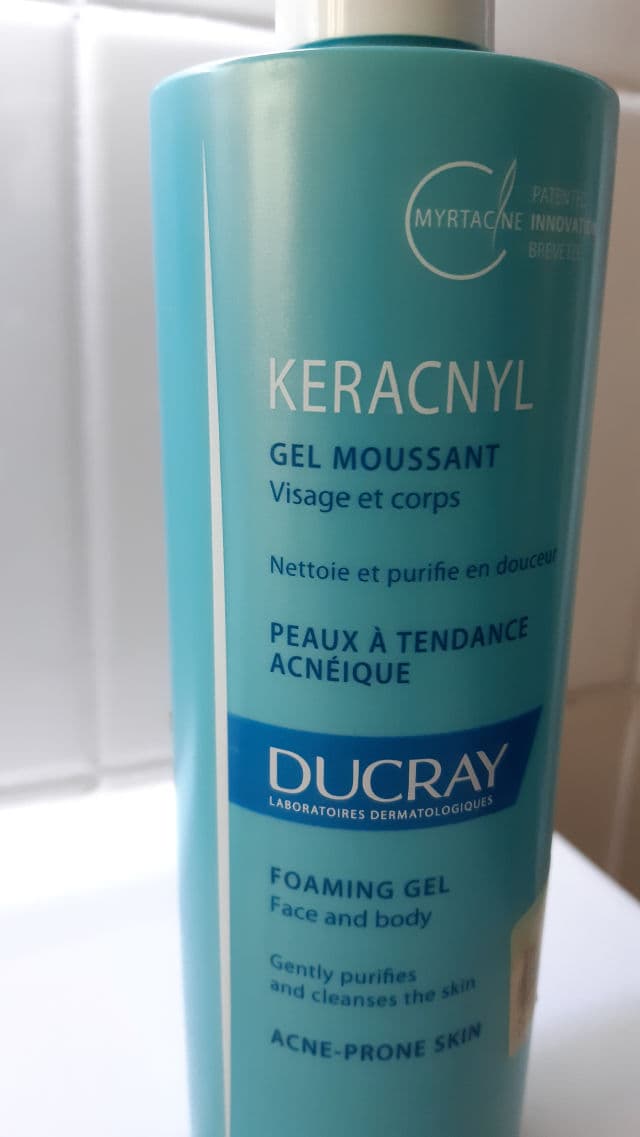 PATENTED
MYRTACINE INNOVATION
BREVETÉE
KERACNYL
GEL MOUSSANT
Visage et corps
Nettoie et purifie en douceur
PEAUX À TENDANCE
ACNÉIQUE
DUCRAY
LABORATOIRES DERMATOLOGIQUES
FOAMING GEL
Face and body
Gently purifies
and cleanses the skin
ACNE-PRONE SKIN